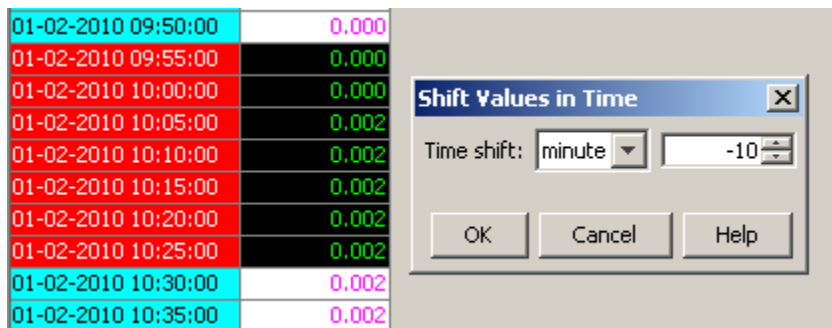 01-02-2010 09:50:00 0.000
01-02-2010 09:55:00 0.000
01-02-2010 10:00:00 0.000
01-02-2010 10:05:00 0.002
01-02-2010 10:10:00 0.002
01-02-2010 10:15:00 0.002
01-02-2010 10:20:00 0.002
01-02-2010 10:25:00 0.002
01-02-2010 10:30:00 0.002
01-02-2010 10:35:00 0.002
Shift Values in Time
Time shift: minute -10
OK Cancel Help